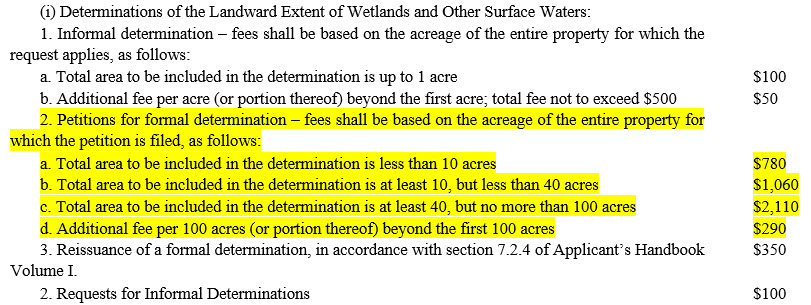 (i) Determinations of the Landward Extent of Wetlands and Other Surface Waters:
1. Informal determination – fees shall be based on the acreage of the entire property for which the
request applies, as follows:
a. Total area to be included in the determination is up to 1 acre $100
b. Additional fee per acre (or portion thereof) beyond the first acre; total fee not to exceed $500 $50
2. Petitions for formal determination – fees shall be based on the acreage of the entire property for
which the petition is filed, as follows:
a. Total area to be included in the determination is less than 10 acres $780
b. Total area to be included in the determination is at least 10, but less than 40 acres $1,060
c. Total area to be included in the determination is at least 40, but no more than 100 acres $2,110
d. Additional fee per 100 acres (or portion thereof) beyond the first 100 acres $290
3. Reissuance of a formal determination, in accordance with section 7.2.4 of Applicant’s Handbook $350
Volume I.
2. Requests for Informal Determinations $100